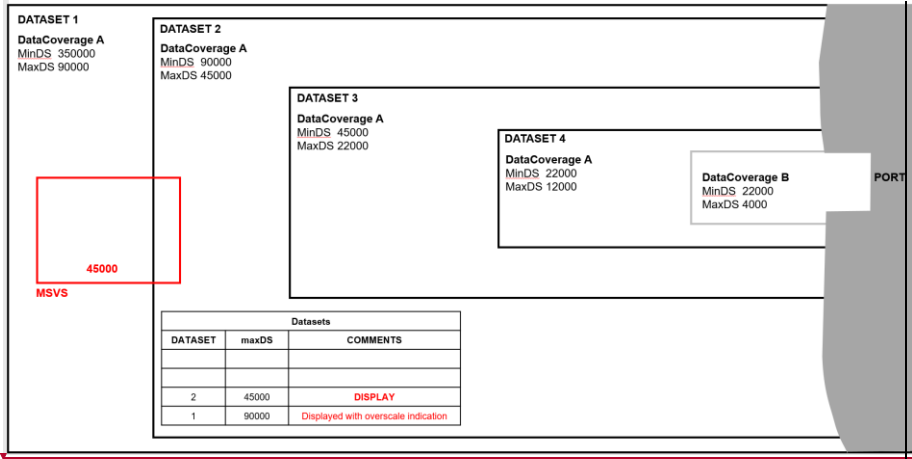 DATASET 1
DataCoverage A
MinDS 350000
MaxDS 90000
DATASET 2
DataCoverage A
MinDS 90000
MaxDS 45000
DATASET 3
DataCoverage A
MinDS 45000
MaxDS 22000
DATASET 4
DataCoverage A
MinDS 22000
MaxDS 12000
DataCoverage B
MinDS 22000
MaxDS 4000
PORT
45000
MSVS
Datasets
DATASET maxDS COMMENTS
2 45000 DISPLAY
1 90000 Displayed with overscale indication